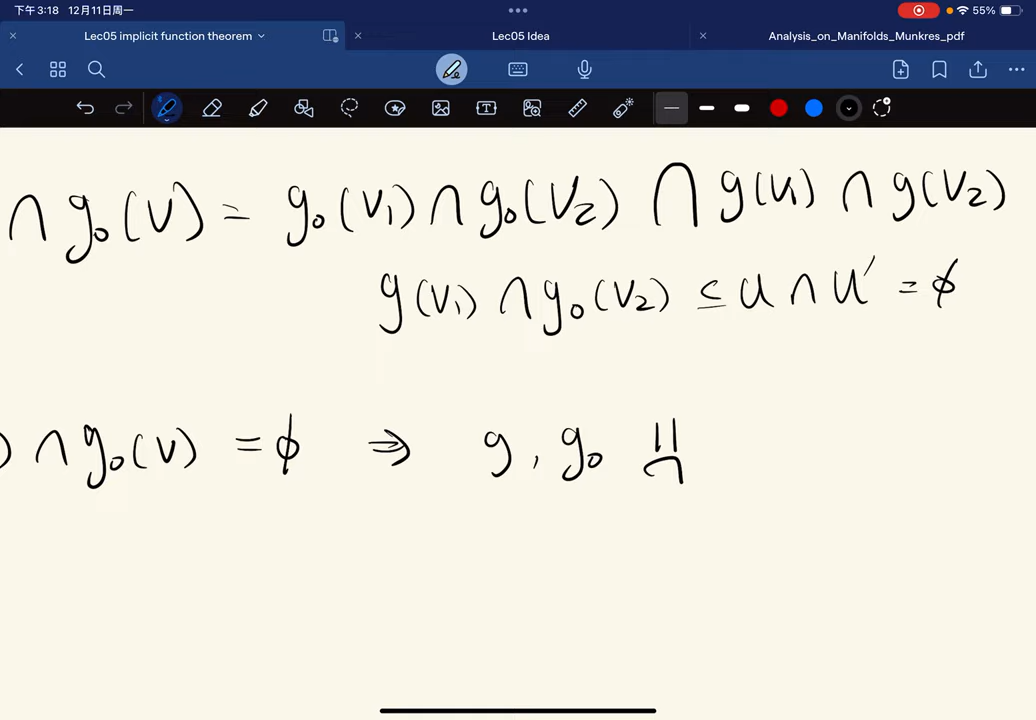 下午3:18 12月11日周一 55%
Lec05 implicit function theorem Lec05 Idea Analysis_on_Manifolds_Munkres_pdf
∩ g₀(V) = g₀(V₁) ∩ g₀(V₂) ∩ g(V₁) ∩ g(V₂)
g(V₁) ∩ g₀(V₂) ⊆ U ∩ U′ = ϕ
) ∩ g₀(V) = ϕ ⇒ g, g₀